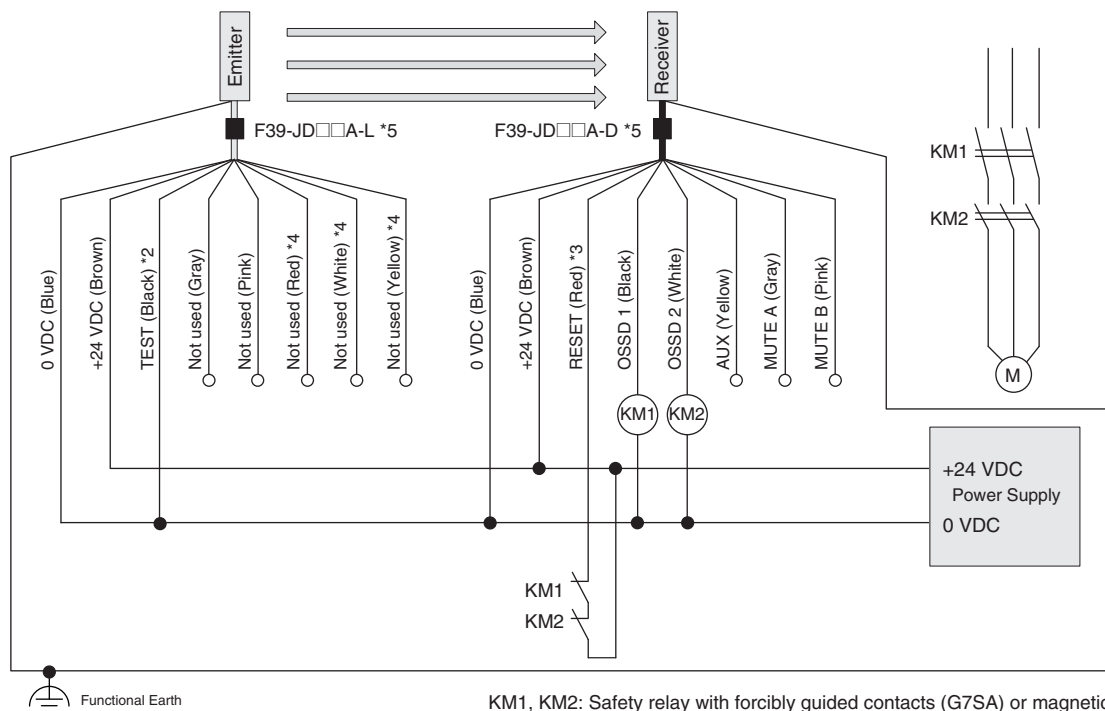 Emitter
Receiver
F39-JD□□A-L *5
F39-JD□□A-D *5
KM1
KM2
M
0 VDC (Blue)
+24 VDC (Brown)
TEST (Black) *2
Not used (Gray)
Not used (Pink)
Not used (Red) *4
Not used (White) *4
Not used (Yellow) *4
0 VDC (Blue)
+24 VDC (Brown)
RESET (Red) *3
OSSD 1 (Black)
OSSD 2 (White)
AUX (Yellow)
MUTE A (Gray)
MUTE B (Pink)
KM1
KM2
+24 VDC
Power Supply
0 VDC
KM1
KM2
Functional Earth
KM1, KM2: Safety relay with forcibly guided contacts (G7SA) or magnetic